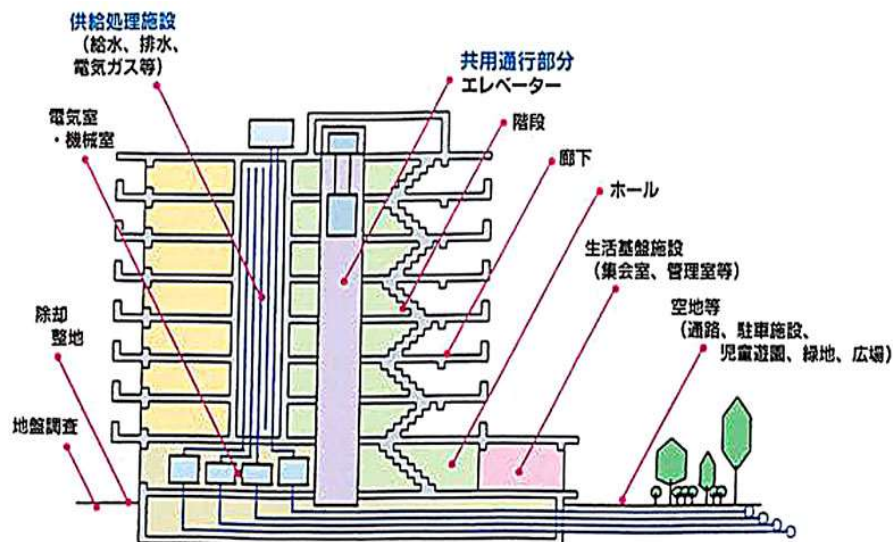 供給処理施設
（給水、排水、
電気ガス等）
共用通行部分
エレベーター
電気室
・機械室
階段
廊下
ホール
生活基盤施設
（集会室、管理室等）
空地等
（通路、駐車施設、
児童遊園、緑地、広場）
除却
整地
地盤調査